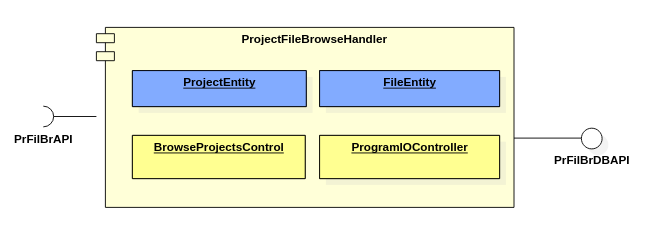 ProjectFileBrowseHandler
ProjectEntity
FileEntity
PrFilBrAPI
BrowseProjectsControl
ProgramIOController
PrFilBrDBAPI